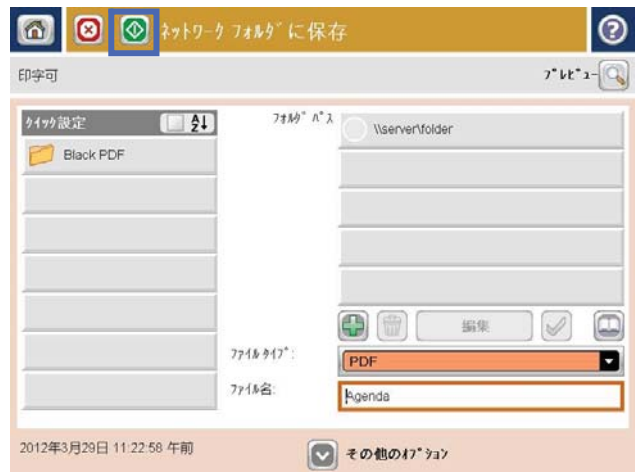 ネットワーク フォルダに保存
印字可
プレビュー
クイック設定
フォルダ パス
\\server\folder
Black PDF
編集
ファイル タイプ:
PDF
ファイル名:
Agenda
2012年3月29日 11:22:58 午前
その他のオプション